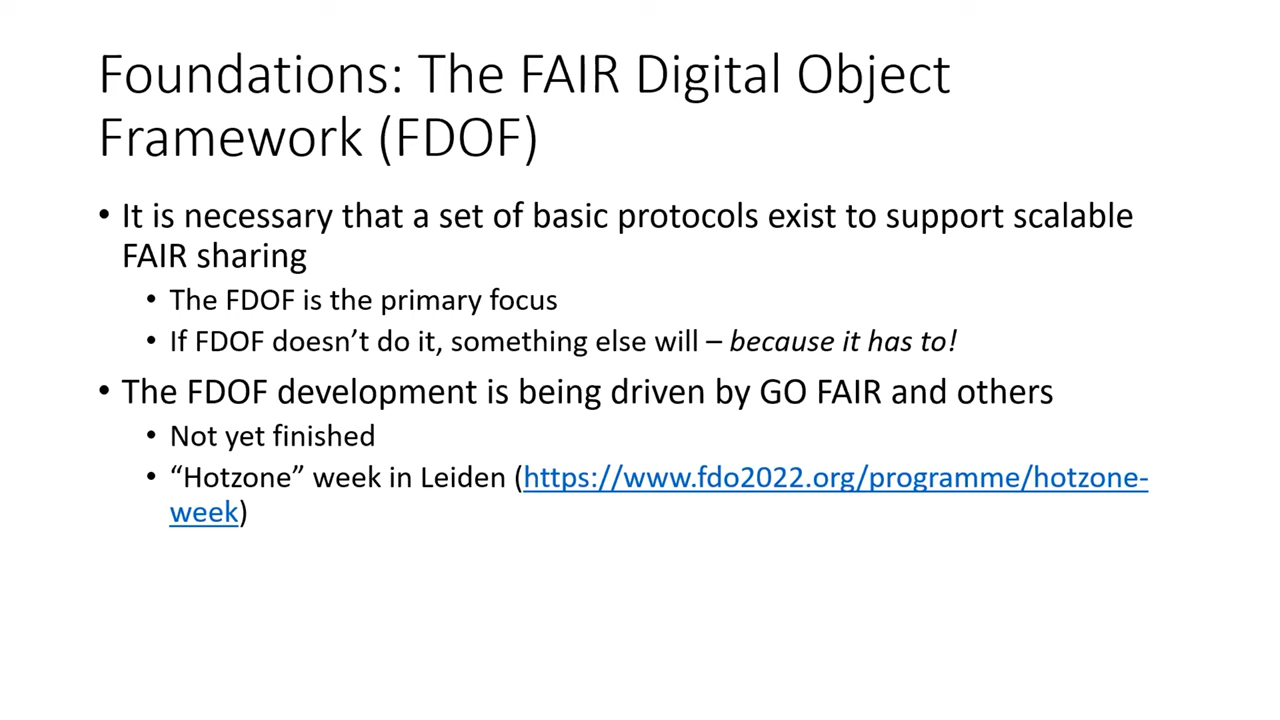 Foundations: The FAIR Digital Object
Framework (FDOF)
• It is necessary that a set of basic protocols exist to support scalable
FAIR sharing
• The FDOF is the primary focus
• If FDOF doesn’t do it, something else will – because it has to!
• The FDOF development is being driven by GO FAIR and others
• Not yet finished
• “Hotzone” week in Leiden (https://www.fdo2022.org/programme/hotzone-
week)